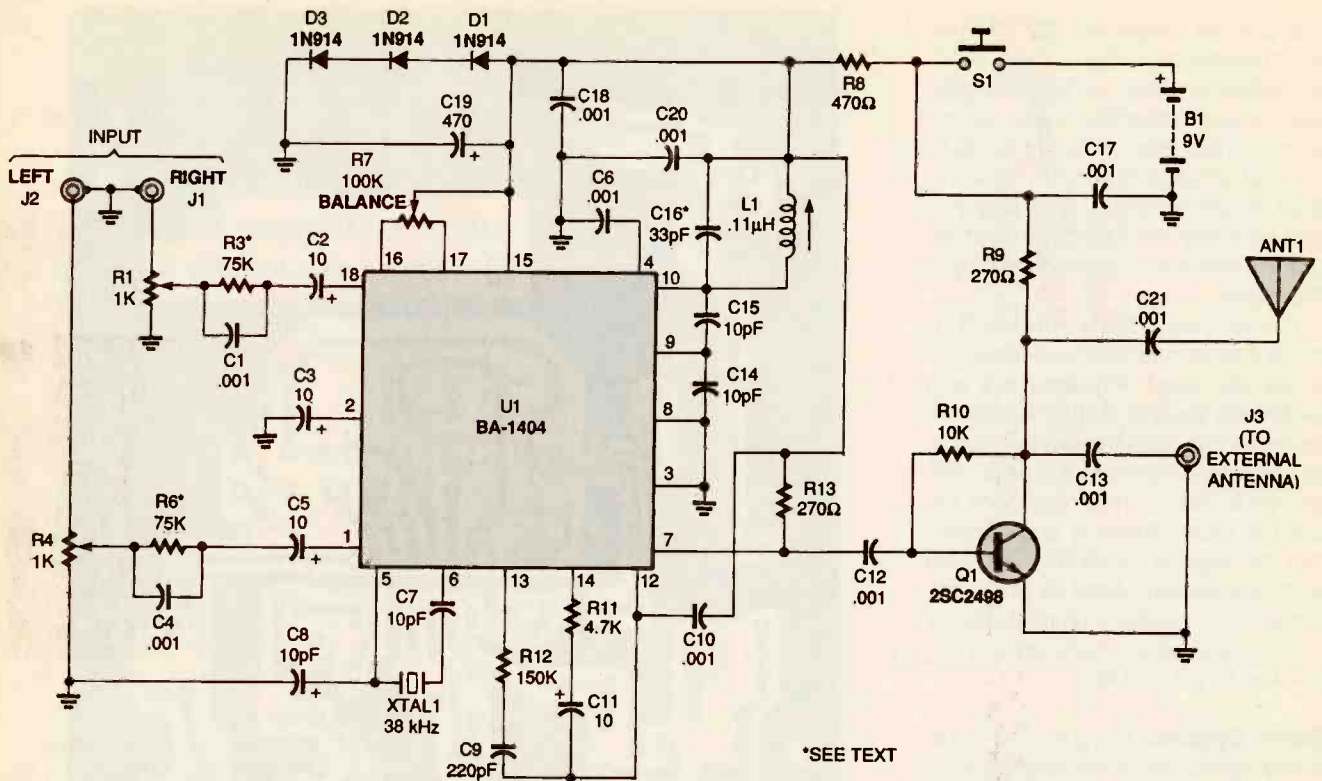 D3
1N914
D2
1N914
D1
1N914
C19
470
+
C18
.001
C20
.001
R8
470Ω
S1
+
B1
9V
C17
.001
INPUT
LEFT
J2
RIGHT
J1
R7
100K
BALANCE
C6
.001
C16*
33pF
L1
.11µH
R9
270Ω
ANT1
C21
.001
R1
1K
R3*
75K
C1
.001
C2
10
+
18
16
17
15
4
10
C15
10pF
9
C14
10pF
8
3
C3
10
+
2
U1
BA-1404
R10
10K
J3
(TO
EXTERNAL
ANTENNA)
C13
.001
R4
1K
R6*
75K
C4
.001
C5
10
+
1
R13
270Ω
7
C12
.001
Q1
2SC2498
5
6
13
14
12
C7
10pF
C8
10pF
+
XTAL1
38 kHz
R12
150K
R11
4.7K
+
C11
10
C10
.001
C9
220pF
*SEE TEXT